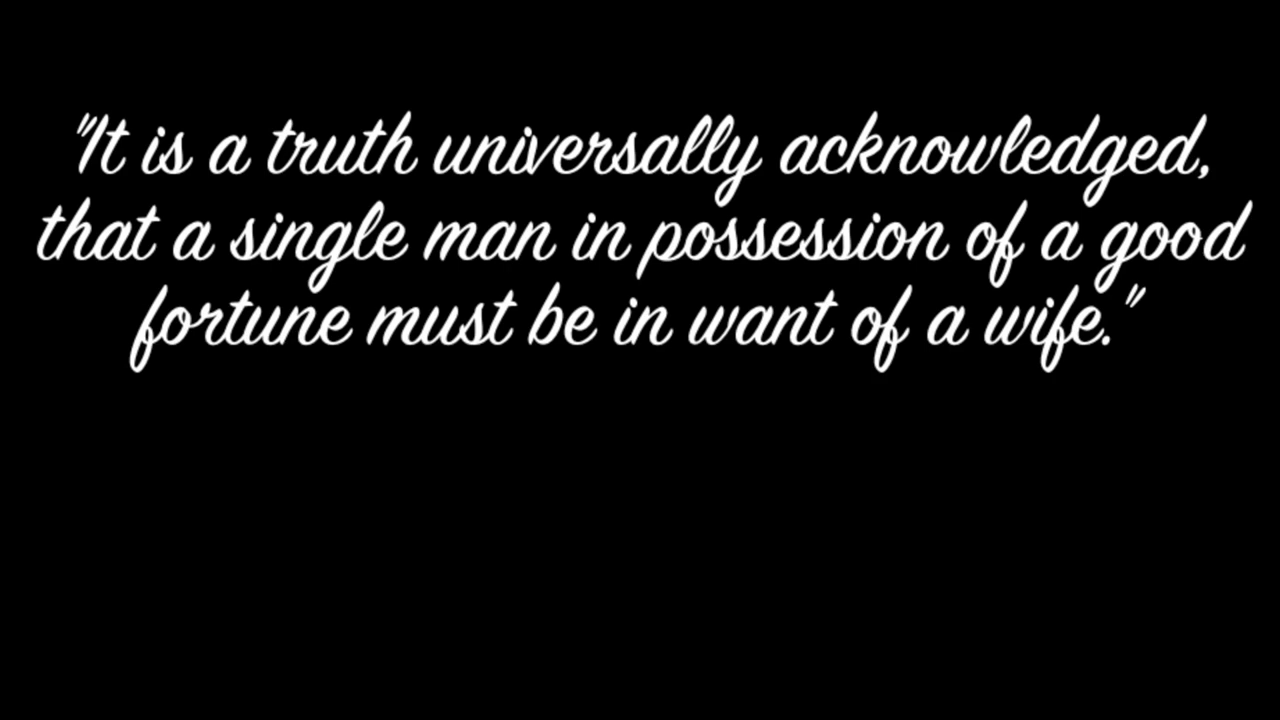 "It is a truth universally acknowledged,
that a single man in possession of a good
fortune must be in want of a wife."